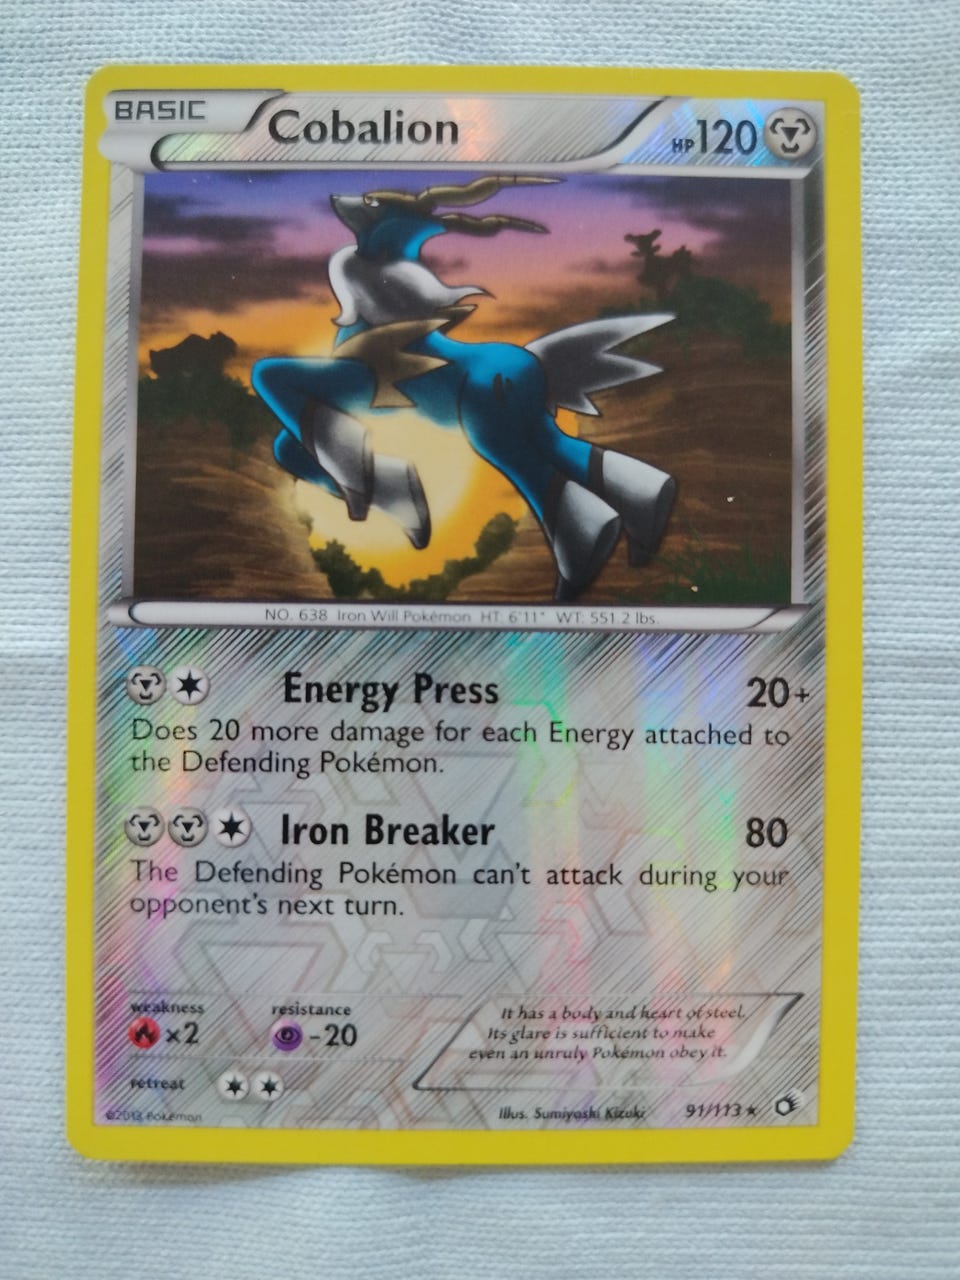 BASIC
Cobalion
HP120
NO. 638 Iron Will Pokémon HT: 6'11" WT: 551.2 lbs.
Energy Press 20+
Does 20 more damage for each Energy attached to
the Defending Pokémon.
Iron Breaker 80
The Defending Pokémon can't attack during your
opponent's next turn.
weakness resistance
×2 -20
It has a body and heart of steel.
Its glare is sufficient to make
even an unruly Pokémon obey it.
retreat
©2013 Pokémon
Illus. Sumiyoshi Kizuki 91/113 ★